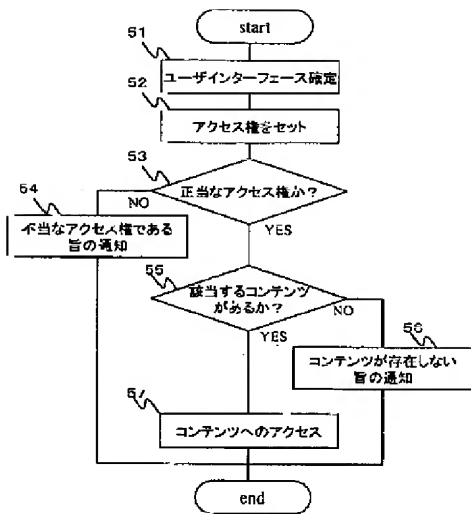 start
51
ユーザインターフェース確定
52
アクセス権をセット
53
正当なアクセス権か？
NO
YES
54
不当なアクセス権である
旨の通知
55
該当するコンテンツ
があるか？
NO
YES
56
コンテンツが存在しない
旨の通知
57
コンテンツへのアクセス
end